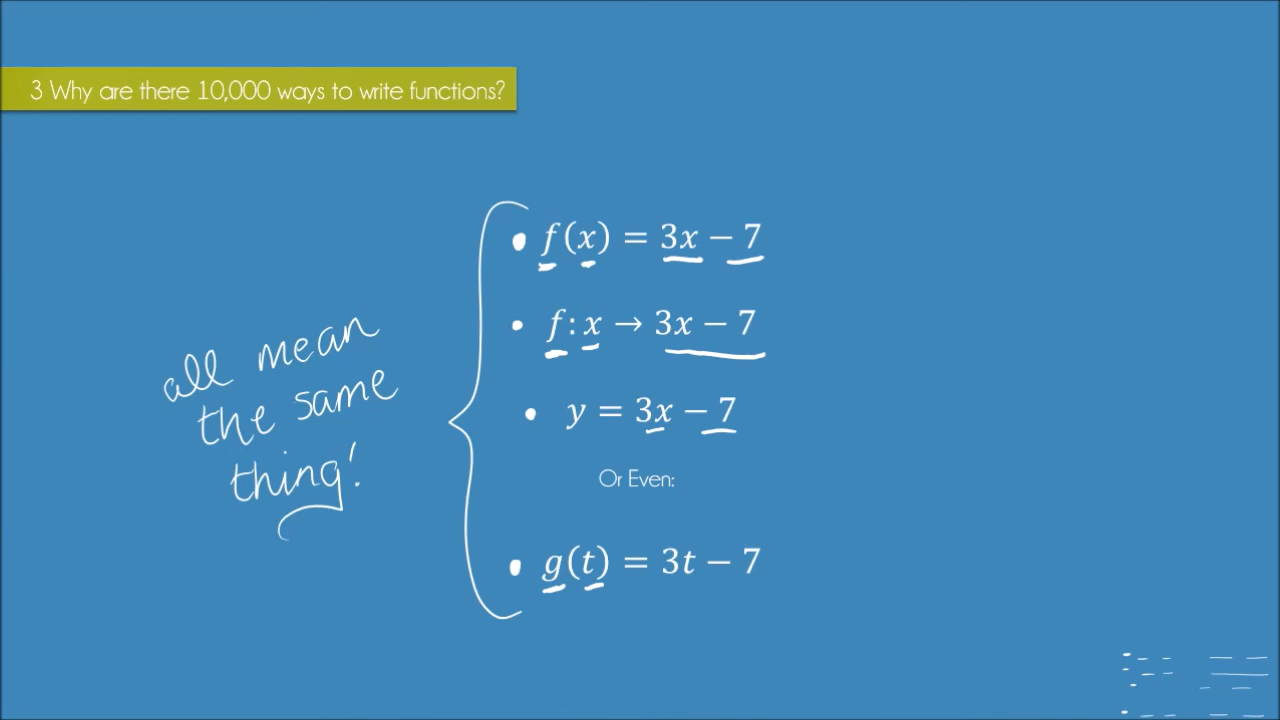 3 Why are there 10,000 ways to write functions?
• f(x) = 3x − 7
• f: x → 3x − 7
all mean
the same
thing!
• y = 3x − 7
Or Even:
• g(t) = 3t − 7